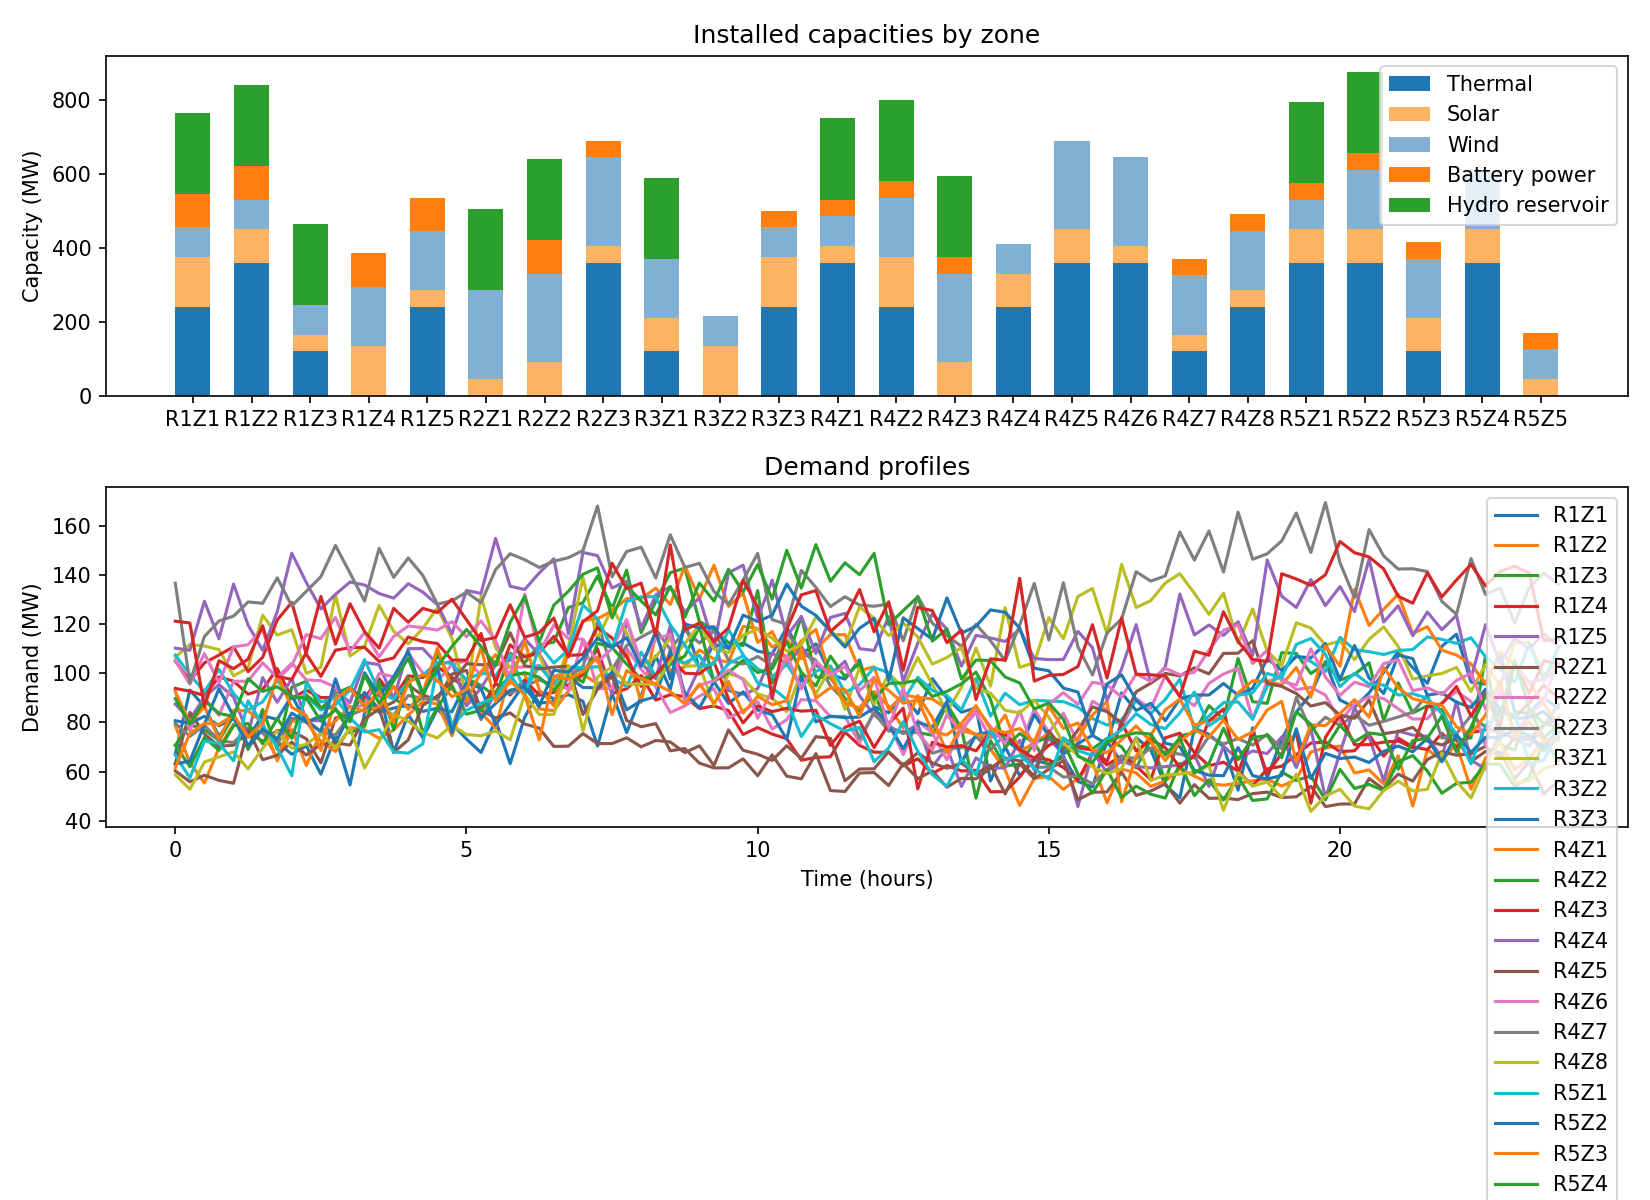 Installed capacities by zone
Capacity (MW)
800
600
400
200
0
Thermal
Solar
Wind
Battery power
Hydro reservoir
R1Z1 R1Z2 R1Z3 R1Z4 R1Z5 R2Z1 R2Z2 R2Z3 R3Z1 R3Z2 R3Z3 R4Z1 R4Z2 R4Z3 R4Z4 R4Z5 R4Z6 R4Z7 R4Z8 R5Z1 R5Z2 R5Z3 R5Z4 R5Z5
Demand profiles
Demand (MW)
160
140
120
100
80
60
40
0 5 10 15 20
Time (hours)
R1Z1
R1Z2
R1Z3
R1Z4
R1Z5
R2Z1
R2Z2
R2Z3
R3Z1
R3Z2
R3Z3
R4Z1
R4Z2
R4Z3
R4Z4
R4Z5
R4Z6
R4Z7
R4Z8
R5Z1
R5Z2
R5Z3
R5Z4